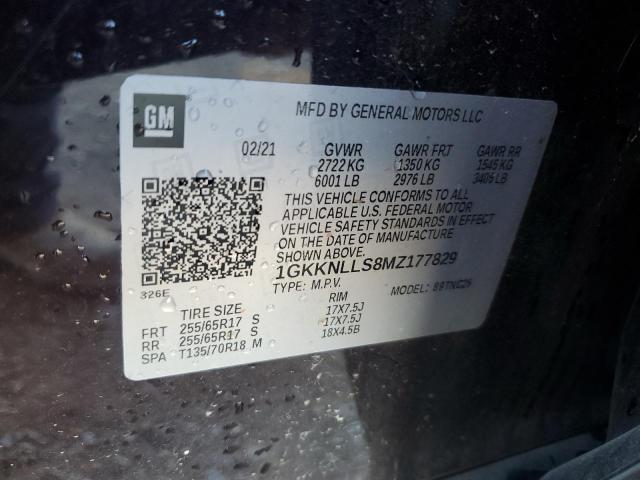 GM
MFD BY GENERAL MOTORS LLC
02/21 GVWR GAWR FRT GAWR RR
2722 KG 1350 KG 1545 KG
6001 LB 2976 LB 3405 LB
THIS VEHICLE CONFORMS TO ALL
APPLICABLE U.S. FEDERAL MOTOR
VEHICLE SAFETY STANDARDS IN EFFECT
ON THE DATE OF MANUFACTURE
SHOWN ABOVE.
1GKKNLLS8MZ177829
326E
TYPE: M.P.V. MODEL:
TIRE SIZE RIM
FRT 255/65R17 S 17X7.5J
RR 255/65R17 S 17X7.5J
SPA T135/70R18 M 18X4.5B